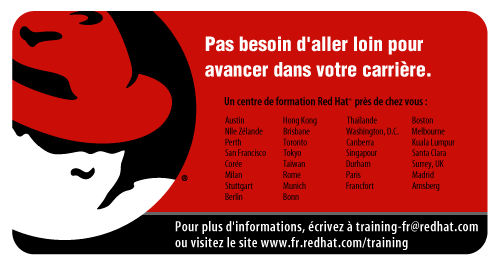 Pas besoin d'aller loin pour
avancer dans votre carrière.
Un centre de formation Red Hat® près de chez vous :
Austin Hong Kong Thaïlande Boston
Nlle Zélande Brisbane Washington, D.C. Melbourne
Perth Toronto Canberra Kuala Lumpur
San Francisco Tokyo Singapour Santa Clara
Corée Taïwan Durham Surrey, UK
Milan Rome Paris Madrid
Stuttgart Munich Francfort Arnsberg
Berlin Bonn
Pour plus d'informations, écrivez à training-fr@redhat.com
ou visitez le site www.fr.redhat.com/training